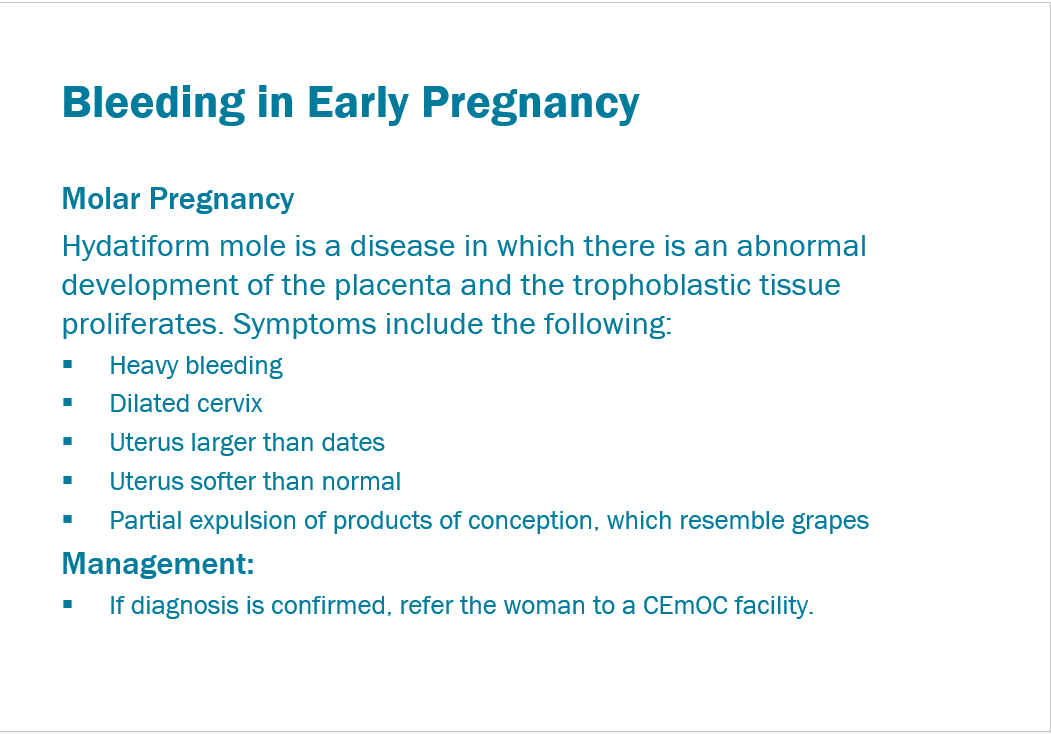 Bleeding in Early Pregnancy
Molar Pregnancy
Hydatiform mole is a disease in which there is an abnormal
development of the placenta and the trophoblastic tissue
proliferates. Symptoms include the following:
▪ Heavy bleeding
▪ Dilated cervix
▪ Uterus larger than dates
▪ Uterus softer than normal
▪ Partial expulsion of products of conception, which resemble grapes
Management:
▪ If diagnosis is confirmed, refer the woman to a CEmOC facility.